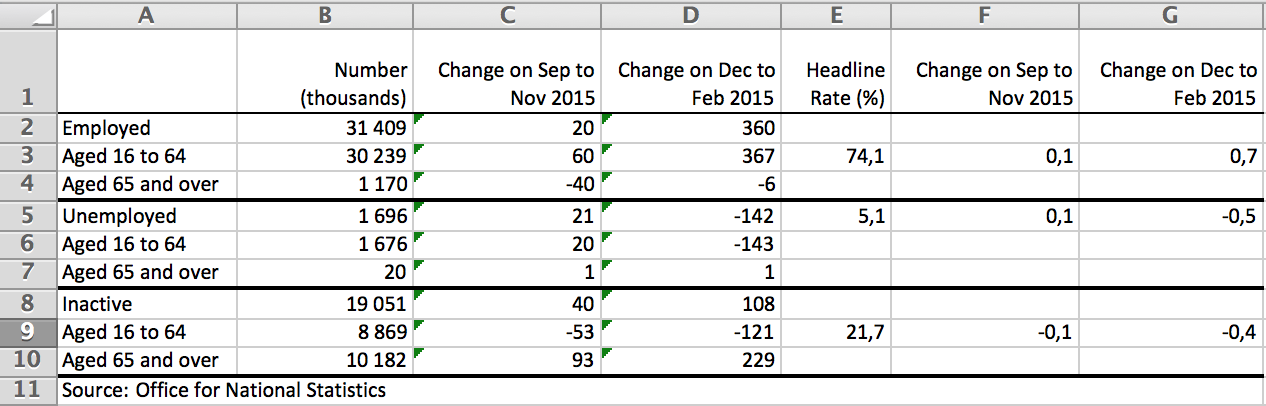 A B C D E F G
1 Number (thousands) Change on Sep to Nov 2015 Change on Dec to Feb 2015 Headline Rate (%) Change on Sep to Nov 2015 Change on Dec to Feb 2015
2 Employed 31 409 20 360
3 Aged 16 to 64 30 239 60 367 74,1 0,1 0,7
4 Aged 65 and over 1 170 -40 -6
5 Unemployed 1 696 21 -142 5,1 0,1 -0,5
6 Aged 16 to 64 1 676 20 -143
7 Aged 65 and over 20 1 1
8 Inactive 19 051 40 108
9 Aged 16 to 64 8 869 -53 -121 21,7 -0,1 -0,4
10 Aged 65 and over 10 182 93 229
11 Source: Office for National Statistics